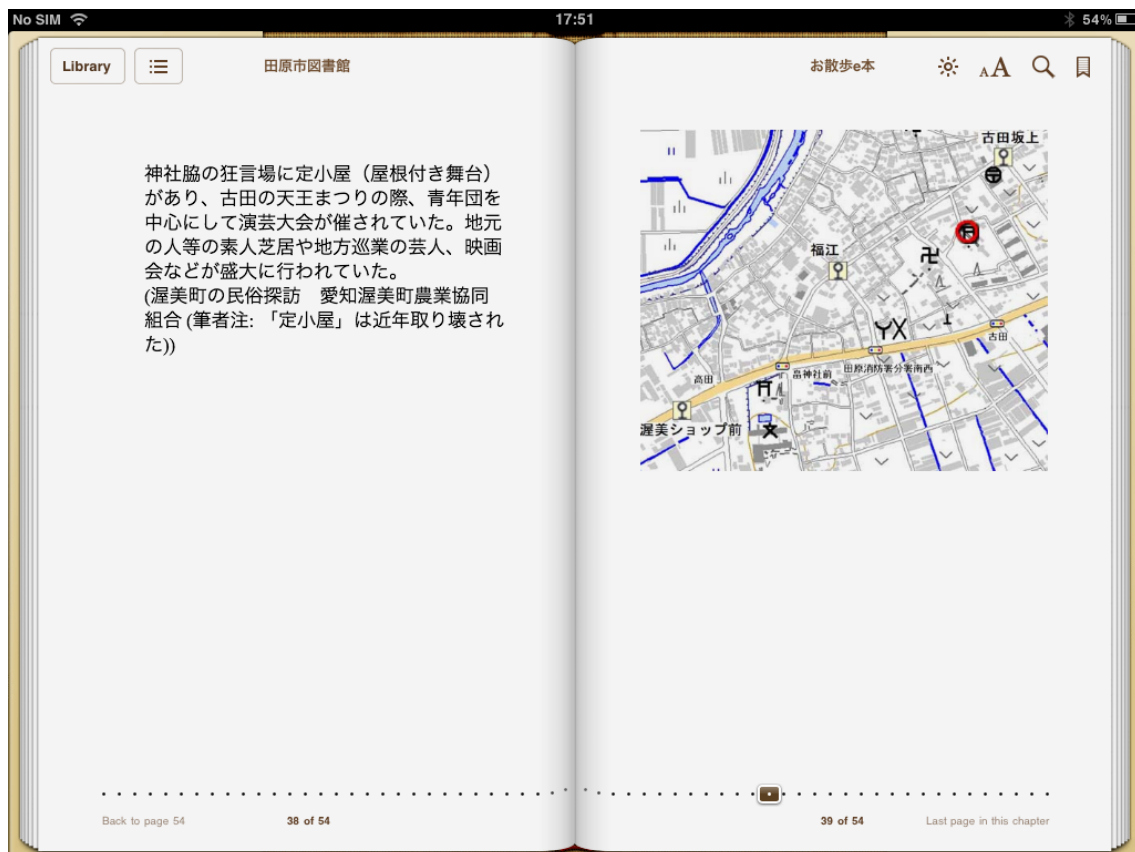 No SIM 17:51 54%
Library 田原市図書館 お散歩e本 AA
神社脇の狂言場に定小屋（屋根付き舞台）
があり、古田の天王まつりの際、青年団を
中心にして演芸大会が催されていた。地元
の人等の素人芝居や地方巡業の芸人、映画
会などが盛大に行われていた。
(渥美町の民俗探訪　愛知渥美町農業協同
組合 (筆者注: 「定小屋」は近年取り壊され
た))
古田坂上
福江
古田
田原消防署分署南西
畠神社前
高田
渥美ショップ前
Back to page 54 38 of 54 39 of 54 Last page in this chapter